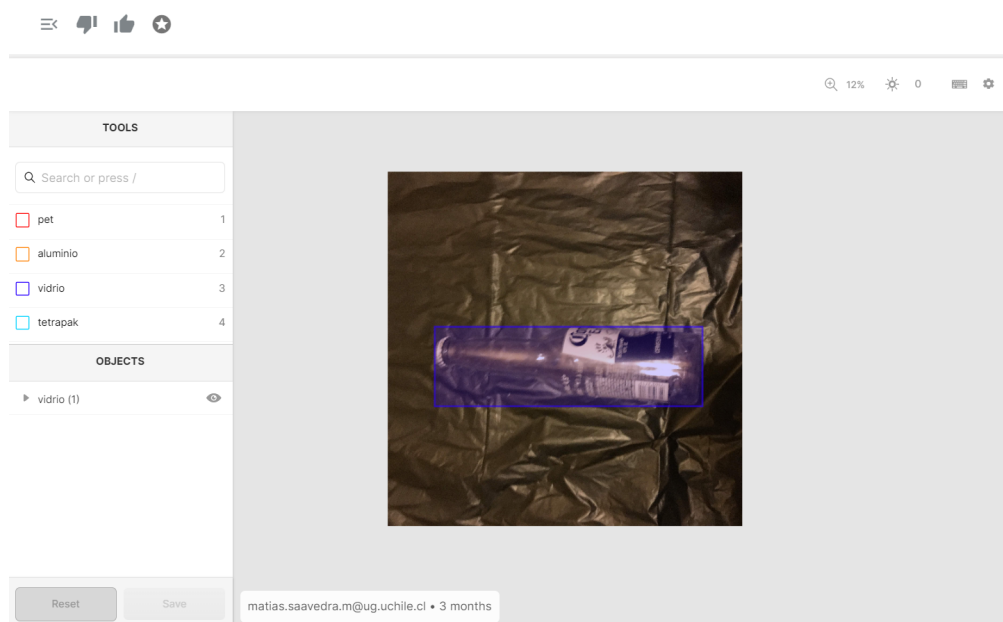 12%
0
TOOLS
Search or press /
pet 1
aluminio 2
vidrio 3
tetrapak 4
OBJECTS
vidrio (1)
Reset
Save
matias.saavedra.m@ug.uchile.cl • 3 months